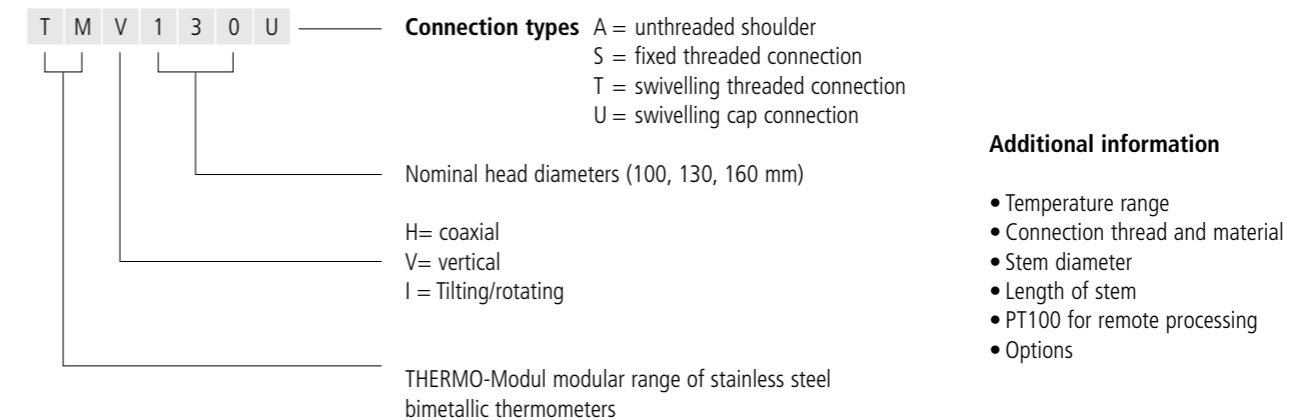 T M V 1 3 0 U
Connection types A = unthreaded shoulder
S = fixed threaded connection
T = swivelling threaded connection
U = swivelling cap connection
Nominal head diameters (100, 130, 160 mm)
H= coaxial
V= vertical
I = Tilting/rotating
THERMO-Modul modular range of stainless steel
bimetallic thermometers
Additional information
• Temperature range
• Connection thread and material
• Stem diameter
• Length of stem
• PT100 for remote processing
• Options